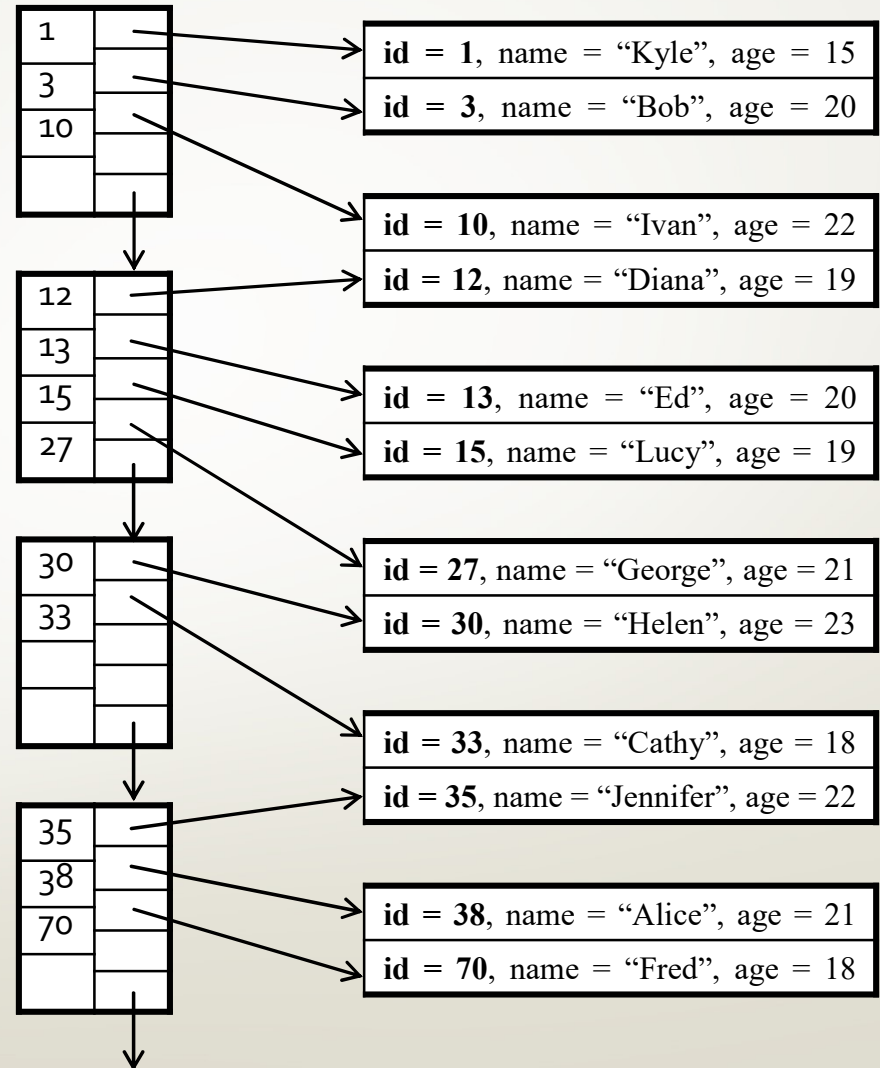 1
3
10
id = 1, name = “Kyle”, age = 15
id = 3, name = “Bob”, age = 20
id = 10, name = “Ivan”, age = 22
id = 12, name = “Diana”, age = 19
12
13
15
27
id = 13, name = “Ed”, age = 20
id = 15, name = “Lucy”, age = 19
id = 27, name = “George”, age = 21
id = 30, name = “Helen”, age = 23
30
33
id = 33, name = “Cathy”, age = 18
id = 35, name = “Jennifer”, age = 22
35
38
70
id = 38, name = “Alice”, age = 21
id = 70, name = “Fred”, age = 18